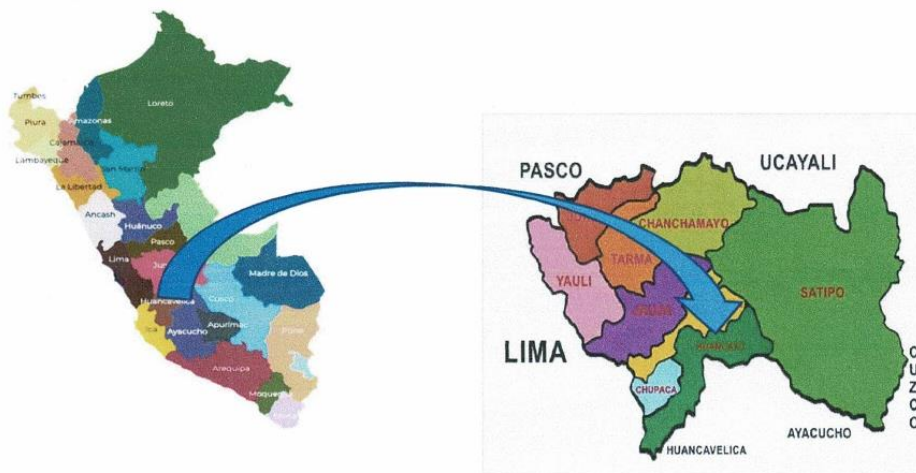 Tumbes
Loreto
Piura
Amazonas
Cajamarca
Lambayeque
San Martín
La Libertad
Ancash
Huánuco
Pasco
Lima
Madre de Dios
Huancavelica
Cusco
Ica
Ayacucho
Apurímac
Puno
Arequipa
PASCO
UCAYALI
CHANCHAMAYO
TARMA
YAULI
SATIPO
LIMA
HUANCAYO
CHUPACA
C
U
Z
C
O
AYACUCHO
HUANCAVELICA